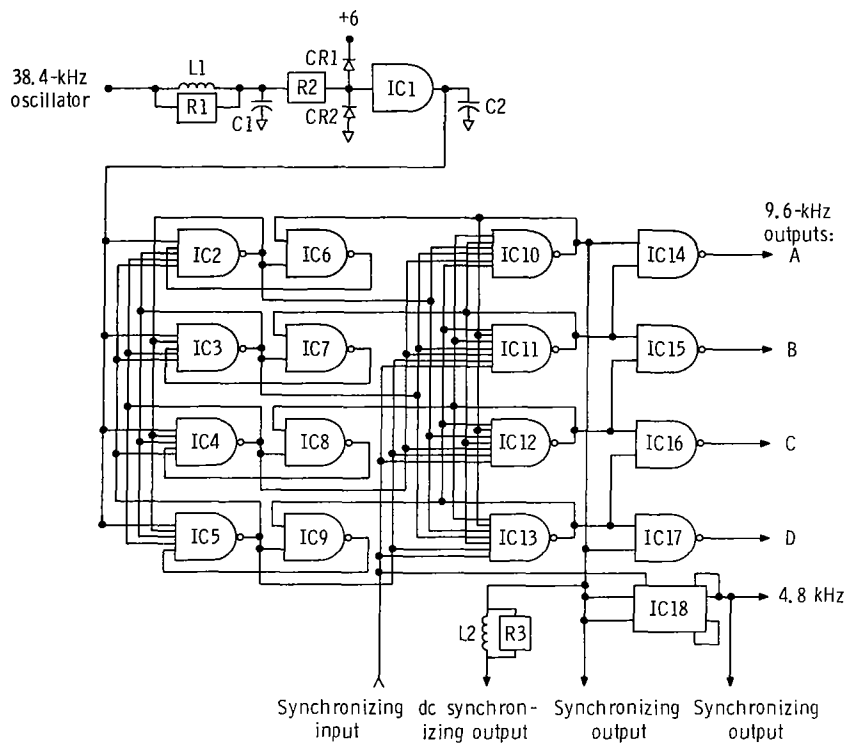 +6
38.4-kHz
oscillator
L1
R1
C1
R2
CR1
CR2
IC1
C2
9.6-kHz
outputs:
IC2
IC6
IC10
IC14
A
IC3
IC7
IC11
IC15
B
IC4
IC8
IC12
IC16
C
IC5
IC9
IC13
IC17
D
IC18
4.8 kHz
L2
R3
Synchronizing
input
dc synchron-
izing output
Synchronizing
output
Synchronizing
output